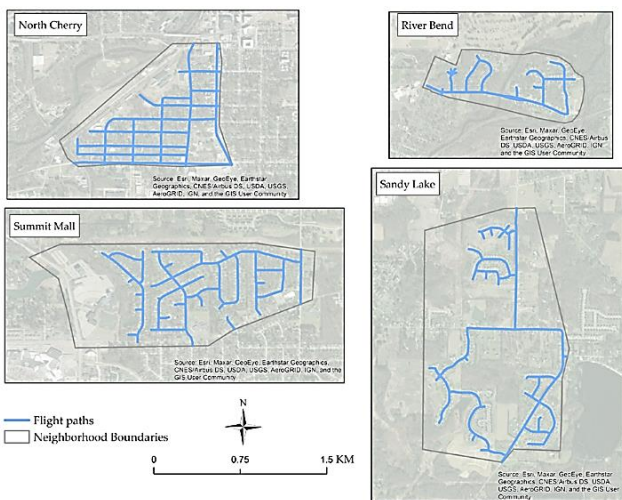 North Cherry
Source: Esri, Maxar, GeoEye, Earthstar
Geographics, CNES/Airbus DS, USDA, USGS,
AeroGRID, IGN, and the GIS User Community
River Bend
Source: Esri, Maxar, GeoEye,
Earthstar Geographics, CNES/Airbus
DS, USDA, USGS, AeroGRID, IGN,
and the GIS User Community
Summit Mall
Source: Esri, Maxar, GeoEye, Earthstar Geographics,
CNES/Airbus DS, USDA, USGS, AeroGRID, IGN, and the
GIS User Community
Sandy Lake
Source: Esri, Maxar, GeoEye, Earthstar
Geographics, CNES/Airbus DS, USDA,
USGS, AeroGRID, IGN, and the GIS User
Community
Flight paths
Neighborhood Boundaries
N
0 0.75 1.5 KM